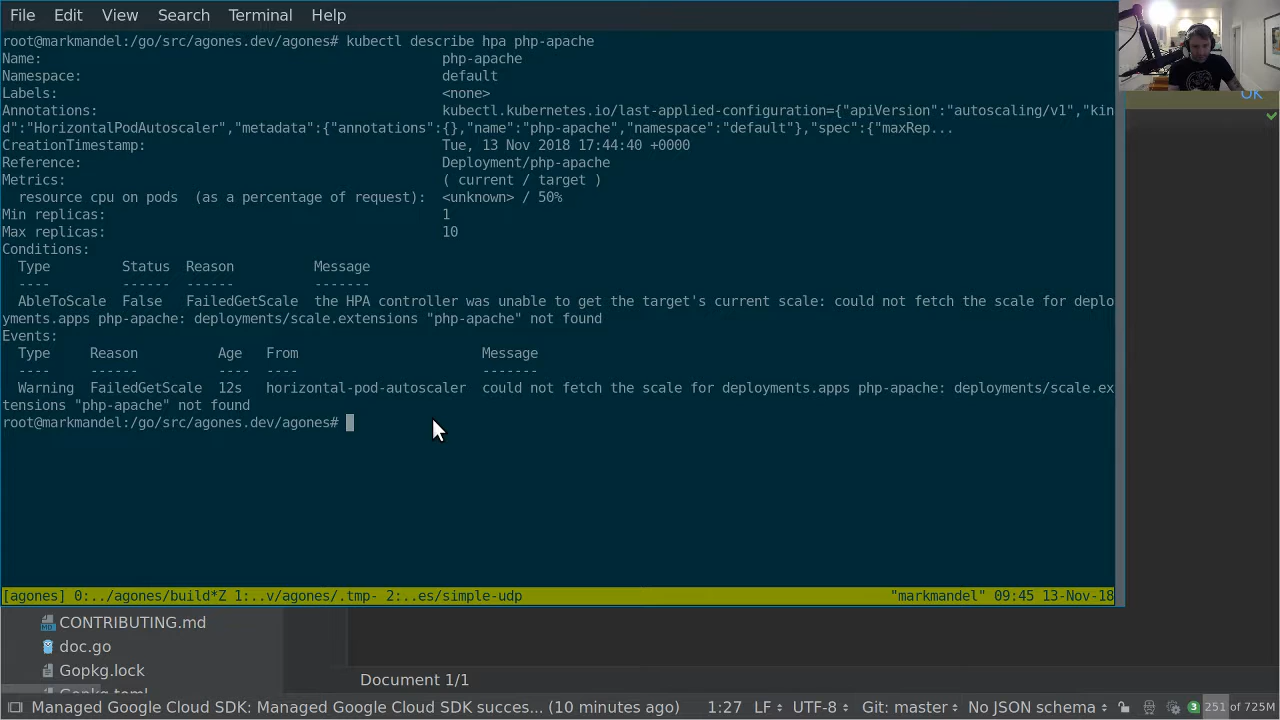 File Edit View Search Terminal Help
root@markmandel:/go/src/agones.dev/agones# kubectl describe hpa php-apache
Name: php-apache
Namespace: default
Labels: <none>
Annotations: kubectl.kubernetes.io/last-applied-configuration={"apiVersion":"autoscaling/v1","kin
d":"HorizontalPodAutoscaler","metadata":{"annotations":{},"name":"php-apache","namespace":"default"},"spec":{"maxRep...
CreationTimestamp: Tue, 13 Nov 2018 17:44:40 +0000
Reference: Deployment/php-apache
Metrics: ( current / target )
resource cpu on pods (as a percentage of request): <unknown> / 50%
Min replicas: 1
Max replicas: 10
Conditions:
Type Status Reason Message
---- ------ ------ -------
AbleToScale False FailedGetScale the HPA controller was unable to get the target's current scale: could not fetch the scale for deplo
yments.apps php-apache: deployments/scale.extensions "php-apache" not found
Events:
Type Reason Age From Message
---- ------ ---- ---- -------
Warning FailedGetScale 12s horizontal-pod-autoscaler could not fetch the scale for deployments.apps php-apache: deployments/scale.ex
tensions "php-apache" not found
root@markmandel:/go/src/agones.dev/agones#
OK
[agones] 0:../agones/build*Z 1:..v/agones/.tmp- 2:..es/simple-udp "markmandel" 09:45 13-Nov-18
CONTRIBUTING.md
doc.go
Gopkg.lock
Gopkg.toml
Document 1/1
Managed Google Cloud SDK: Managed Google Cloud SDK succes... (10 minutes ago) 1:27 LF UTF-8 Git: master No JSON schema 3 251 of 725M